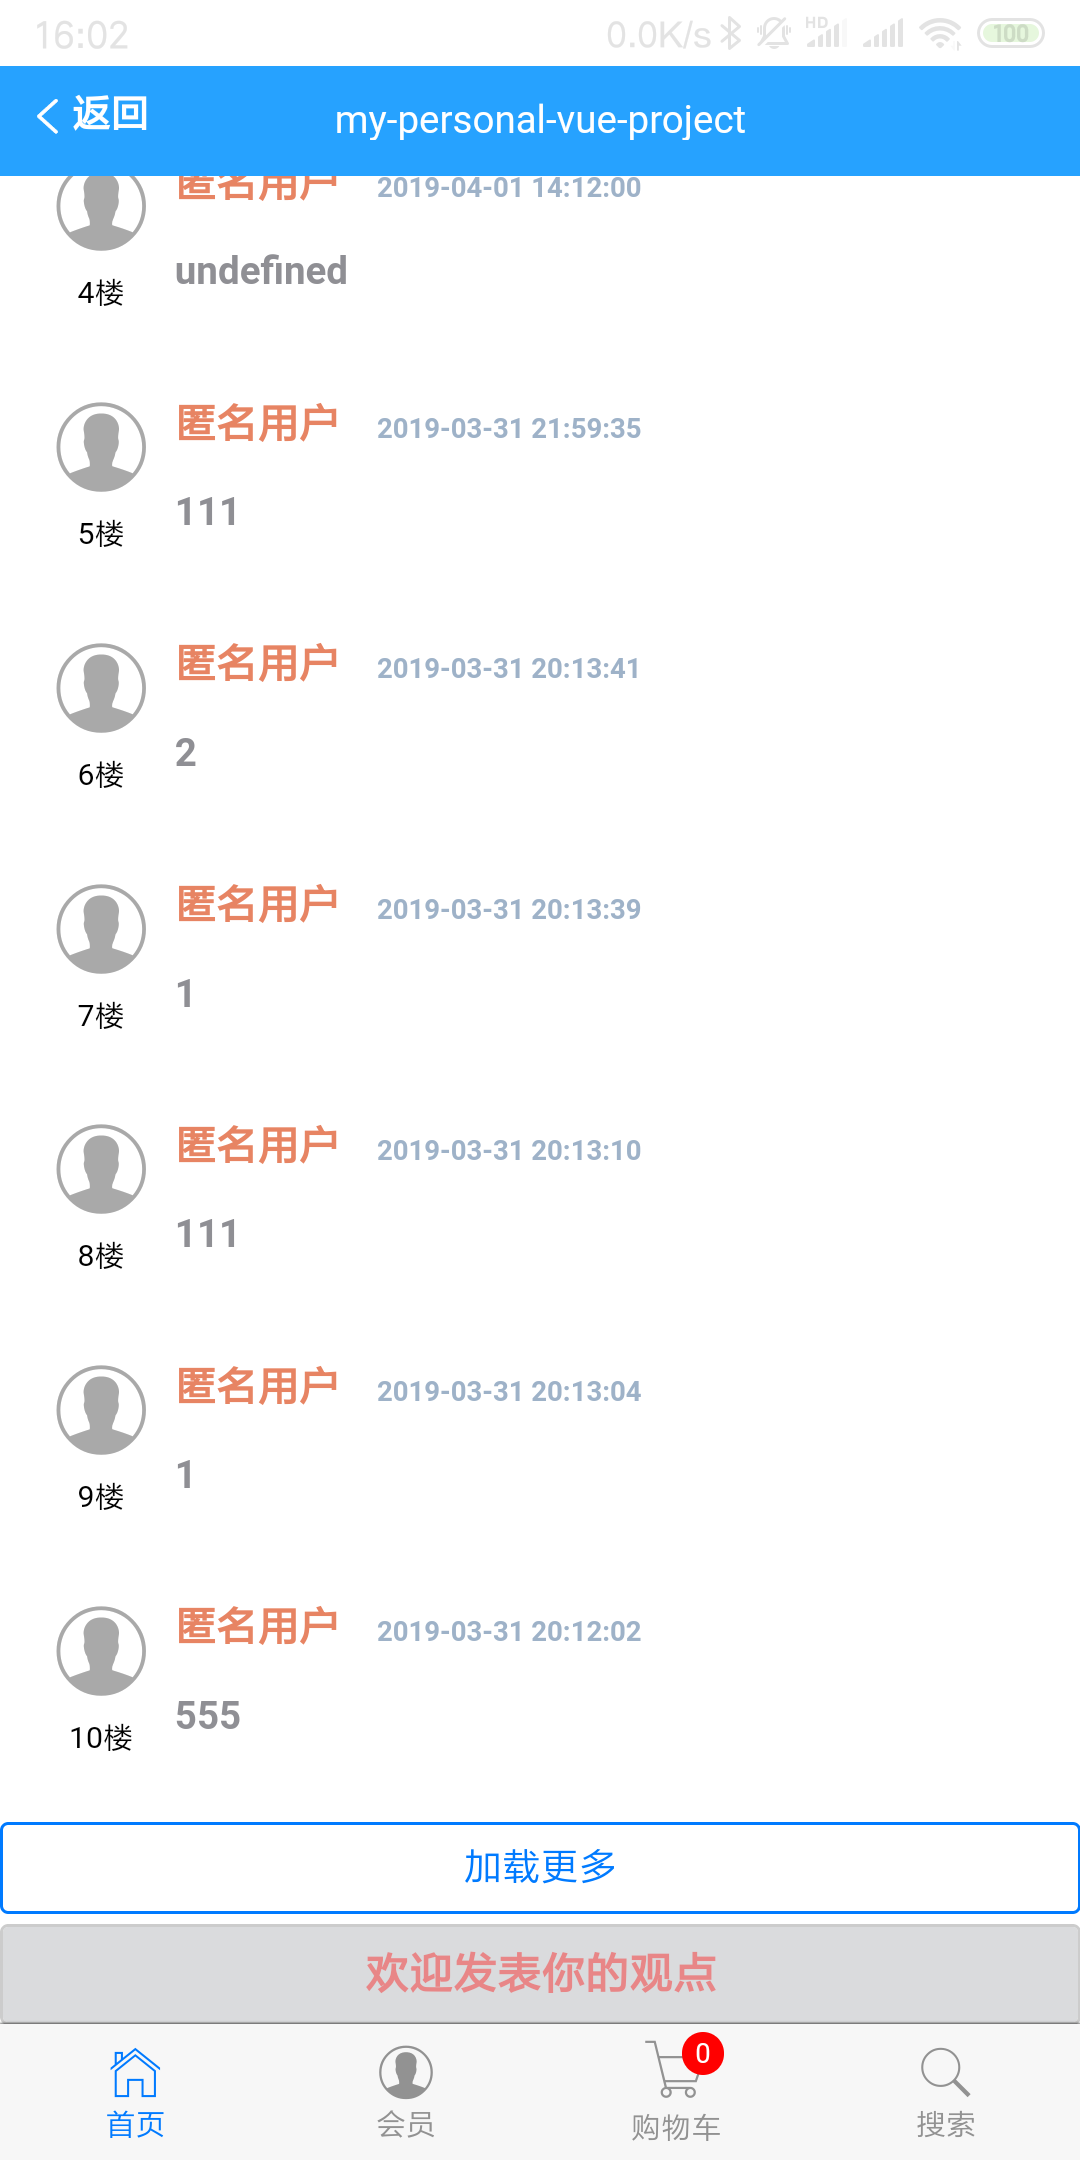 16:02 0.0K/s HD 100
返回 my-personal-vue-project
匿名用户 2019-04-01 14:12:00
undefined
4楼
匿名用户 2019-03-31 21:59:35
111
5楼
匿名用户 2019-03-31 20:13:41
2
6楼
匿名用户 2019-03-31 20:13:39
1
7楼
匿名用户 2019-03-31 20:13:10
111
8楼
匿名用户 2019-03-31 20:13:04
1
9楼
匿名用户 2019-03-31 20:12:02
555
10楼
加载更多
欢迎发表你的观点
0
首页 会员 购物车 搜索